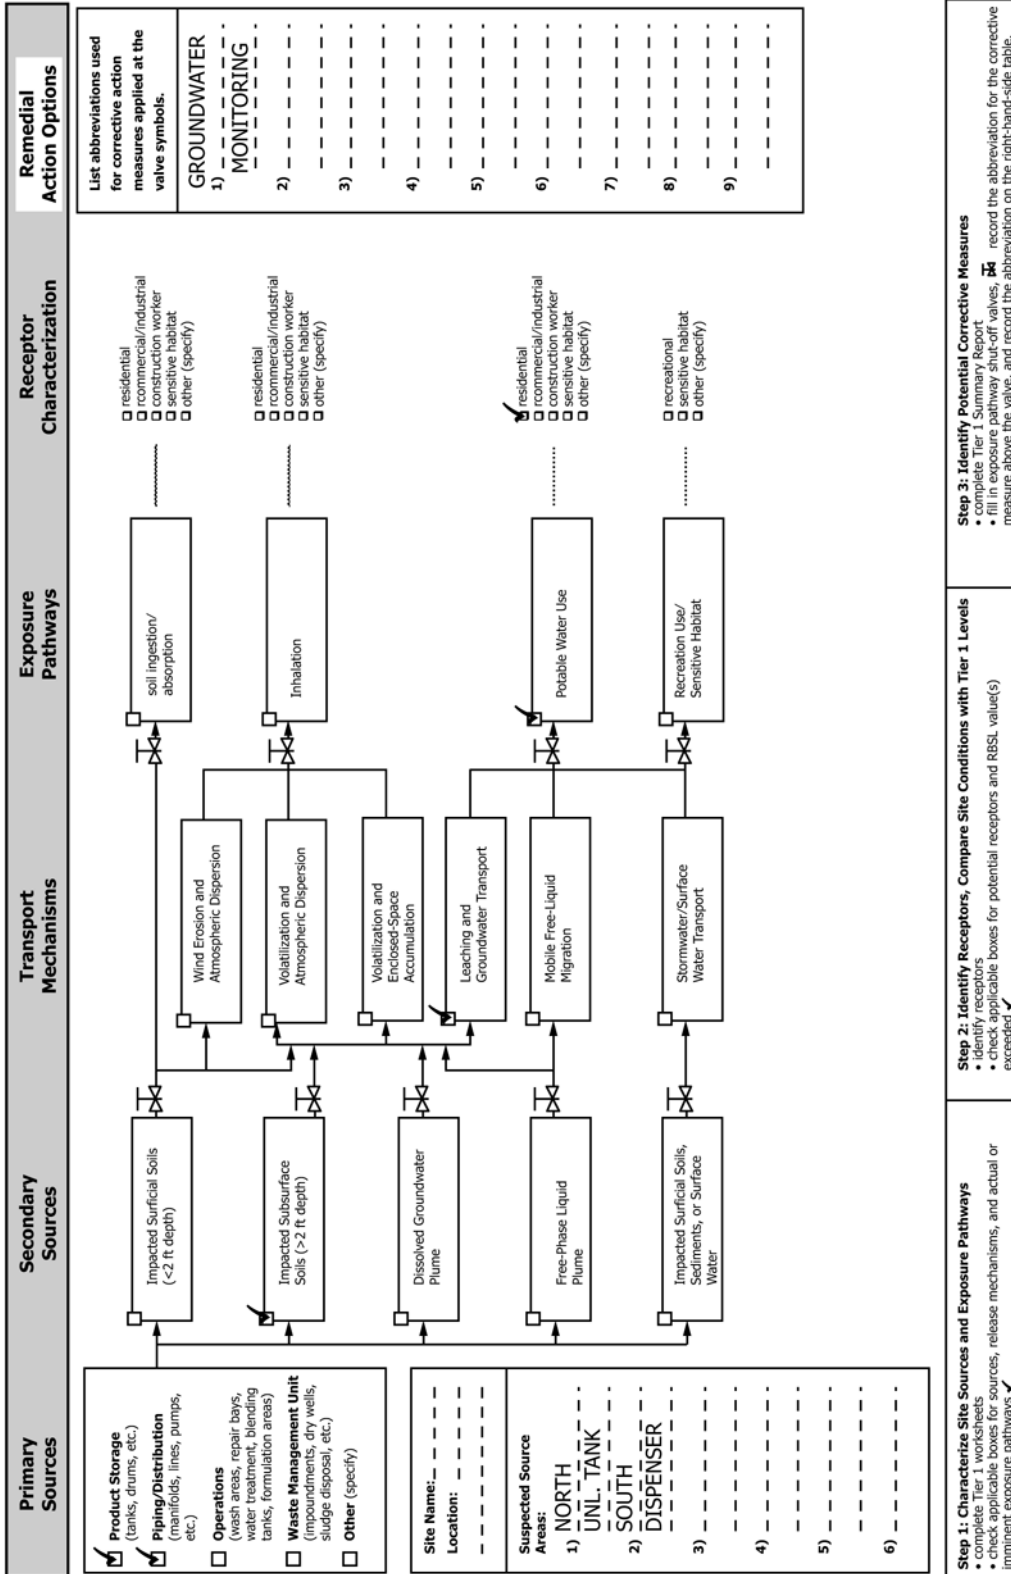 Primary
Sources
Secondary
Sources
Transport
Mechanisms
Exposure
Pathways
Receptor
Characterization
Remedial
Action Options
Product Storage
(tanks, drums, etc.)
Piping/Distribution
(manifolds, lines, pumps,
etc.)
Operations
(wash areas, repair bays,
water treatment, blending
tanks, formulation areas)
Waste Management Unit
(impoundments, dry wells,
sludge disposal, etc.)
Other (specify)
Site Name:
Location:
Suspected Source
Areas:
NORTH
1)
UNL. TANK
SOUTH
2)
DISPENSER
3)
4)
5)
6)
Impacted Surficial Soils
(<2 ft depth)
Impacted Subsurface
Soils (>2 ft depth)
Dissolved Groundwater
Plume
Free-Phase Liquid
Plume
Impacted Surficial Soils,
Sediments, or Surface
Water
Wind Erosion and
Atmospheric Dispersion
Volatilization and
Atmospheric Dispersion
Volatilization and
Enclosed-Space
Accumulation
Leaching and
Groundwater Transport
Mobile Free-Liquid
Migration
Stormwater/Surface
Water Transport
soil ingestion/
absorption
Inhalation
Potable Water Use
Recreation Use/
Sensitive Habitat
residential
rcommercial/industrial
construction worker
sensitive habitat
other (specify)
residential
rcommercial/industrial
construction worker
sensitive habitat
other (specify)
residential
rcommercial/industrial
construction worker
sensitive habitat
other (specify)
recreational
sensitive habitat
other (specify)
List abbreviations used
for corrective action
measures applied at the
valve symbols.
GROUNDWATER
1)
MONITORING
2)
3)
4)
5)
6)
7)
8)
9)
Step 1: Characterize Site Sources and Exposure Pathways
• complete Tier 1 worksheets
• check applicable boxes for sources, release mechanisms, and actual or
imminent exposure pathways ✓
Step 2: Identify Receptors, Compare Site Conditions with Tier 1 Levels
• identify receptors
• check applicable boxes for potential receptors and RBSL value(s)
exceeded ✓
Step 3: Identify Potential Corrective Measures
• complete Tier 1 Summary Report
• fill in exposure pathway shut-off valves, record the abbreviation for the corrective
measure above the valve, and record the abbreviation on the right-hand-side table.